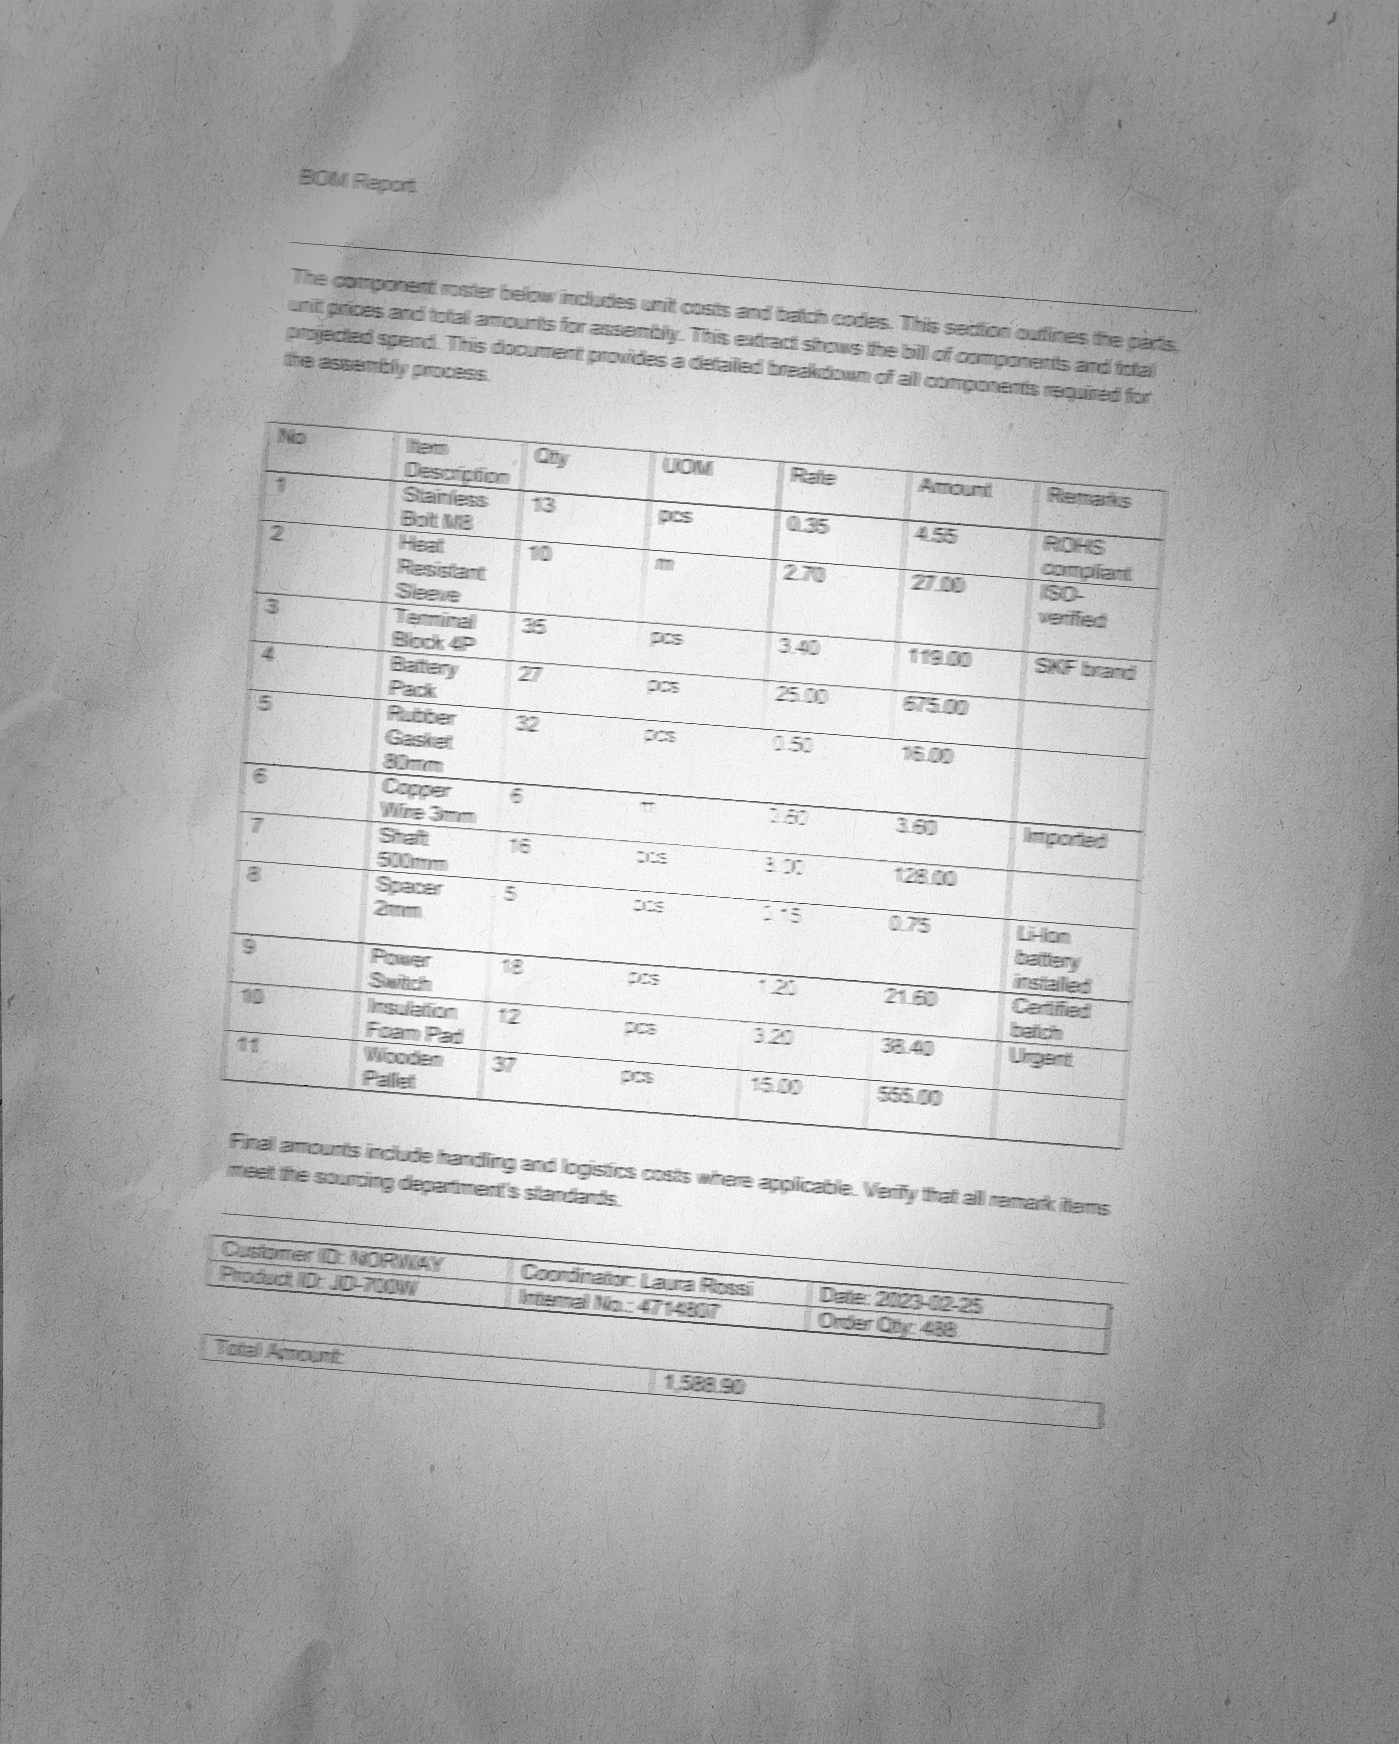 BOM Report
The component roster below includes unit costs and batch codes. This section outlines the parts,
unit prices and total amounts for assembly. This extract shows the bill of components and total
projected spend. This document provides a detailed breakdown of all components required for
the assembly process.
No Item Description Qty UOM Rate Amount Remarks
1 Stainless Bolt M8 13 pcs 0.35 4.55 ROHS compliant
2 Heat Resistant Sleeve 10 m 2.70 27.00 ISO-verified
3 Terminal Block 4P 35 pcs 3.40 119.00 SKF brand
4 Battery Pack 27 pcs 25.00 675.00
5 Rubber Gasket 80mm 32 pcs 0.50 16.00
6 Copper Wire 3mm 6 m 0.60 3.60 Imported
7 Shaft 500mm 16 pcs 8.00 128.00
8 Spacer 2mm 5 pcs 0.15 0.75 Li-Ion battery installed
9 Power Switch 18 pcs 1.20 21.60 Certified batch
10 Insulation Foam Pad 12 pcs 3.20 38.40 Urgent
11 Wooden Pallet 37 pcs 15.00 555.00
Final amounts include handling and logistics costs where applicable. Verify that all remark items
meet the sourcing department's standards.
Customer ID: NORWAY Coordinator: Laura Rossi Date: 2023-02-25
Product ID: JD-700W Internal No.: 4714807 Order Qty: 488
Total Amount: 1,588.90